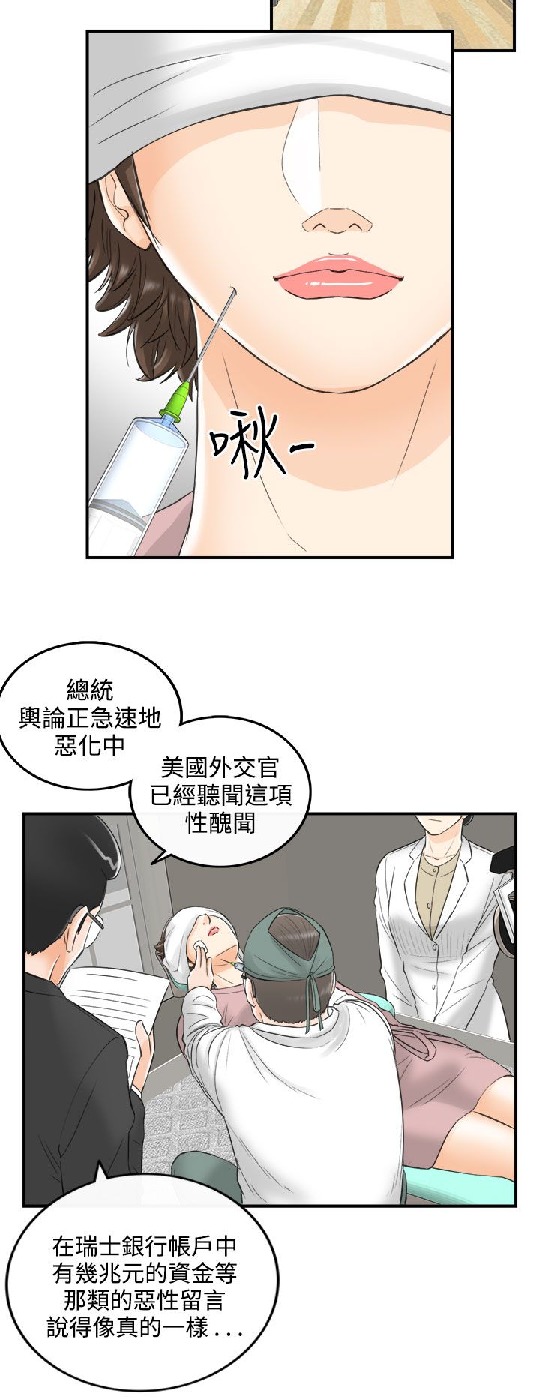 啾-
總統
輿論正急速地
惡化中
美國外交官
已經聽聞這項
性醜聞
在瑞士銀行帳戶中
有幾兆元的資金等
那類的惡性留言
說得像真的一樣...